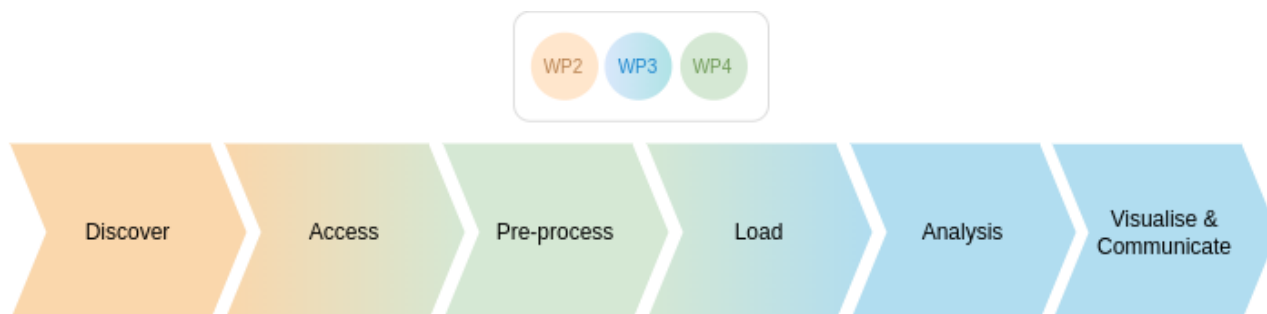 WP2 WP3 WP4
Discover
Access
Pre-process
Load
Analysis
Visualise &
Communicate